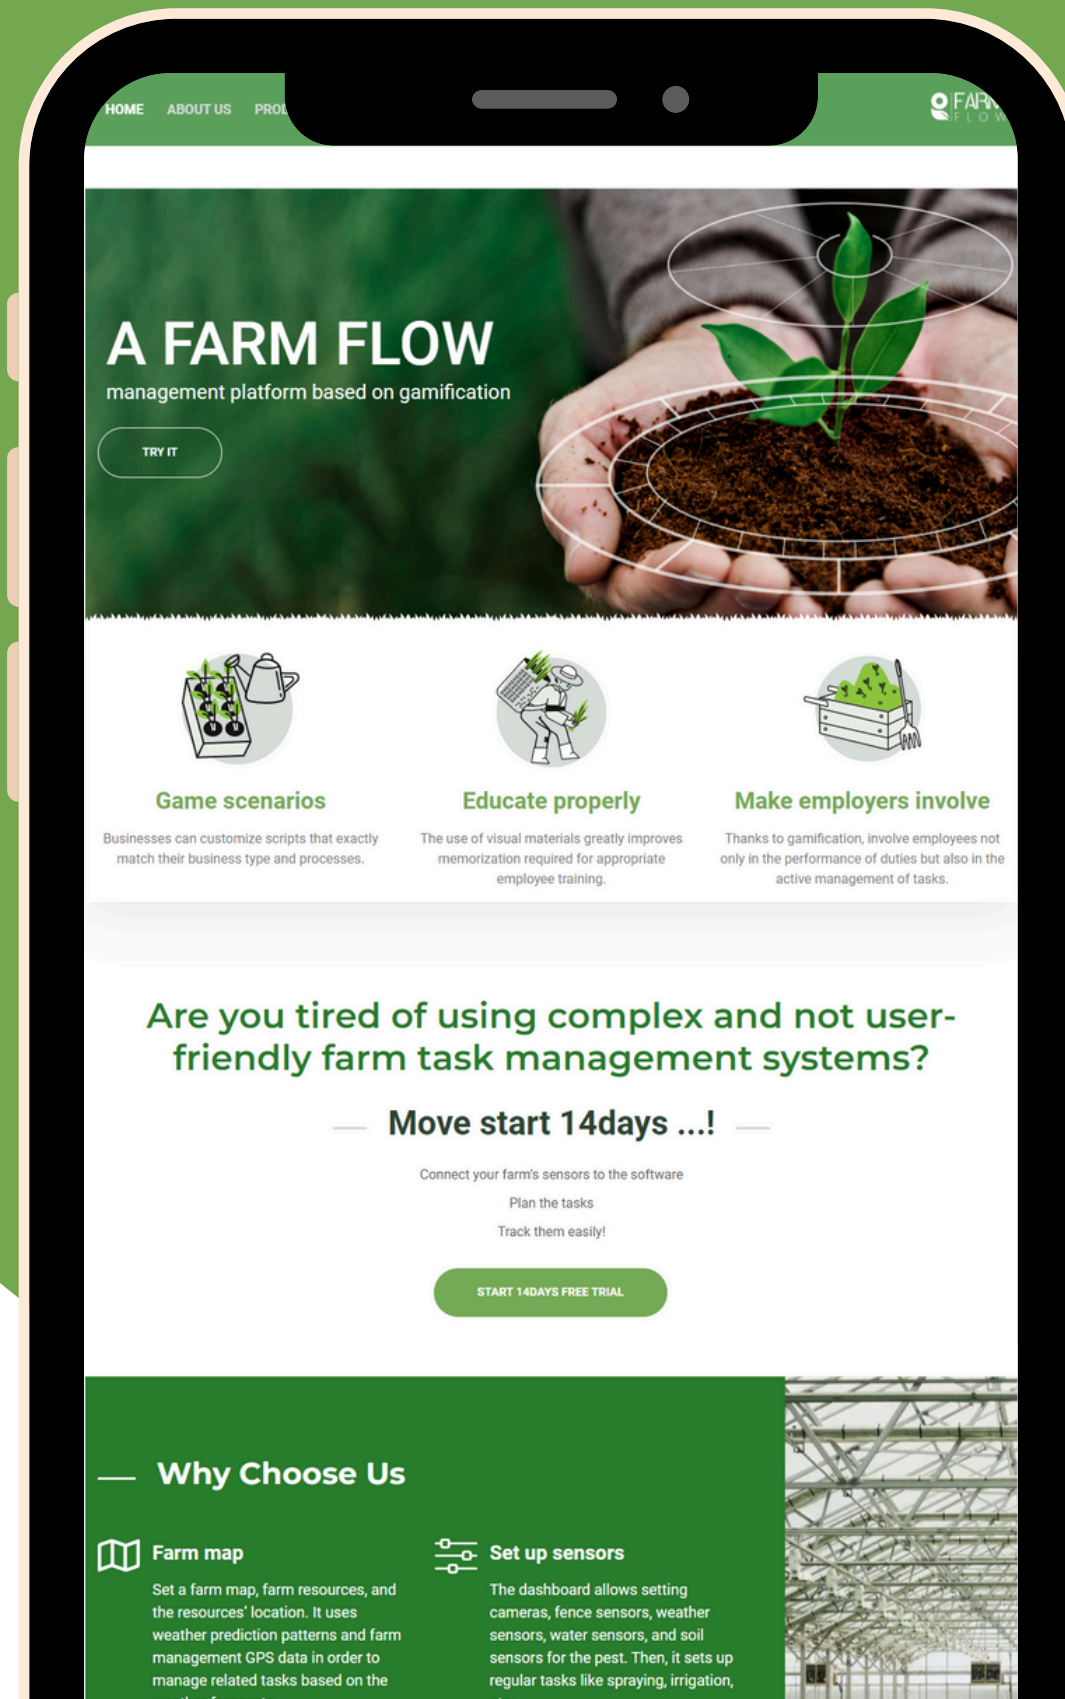 HOME ABOUT US
FARM
FLOW
A FARM FLOW
management platform based on gamification
TRY IT
Game scenarios
Businesses can customize scripts that exactly
match their business type and processes.
Educate properly
The use of visual materials greatly improves
memorization required for appropriate
employee training.
Make employers involve
Thanks to gamification, involve employees not
only in the performance of duties but also in the
active management of tasks.
Are you tired of using complex and not user-
friendly farm task management systems?
Move start 14days ...!
Connect your farm's sensors to the software
Plan the tasks
Track them easily!
START 14DAYS FREE TRIAL
Why Choose Us
Farm map
Set a farm map, farm resources, and
the resources' location. It uses
weather prediction patterns and farm
management GPS data in order to
manage related tasks based on the
Set up sensors
The dashboard allows setting
cameras, fence sensors, weather
sensors, water sensors, and soil
sensors for the pest. Then, it sets up
regular tasks like spraying, irrigation,